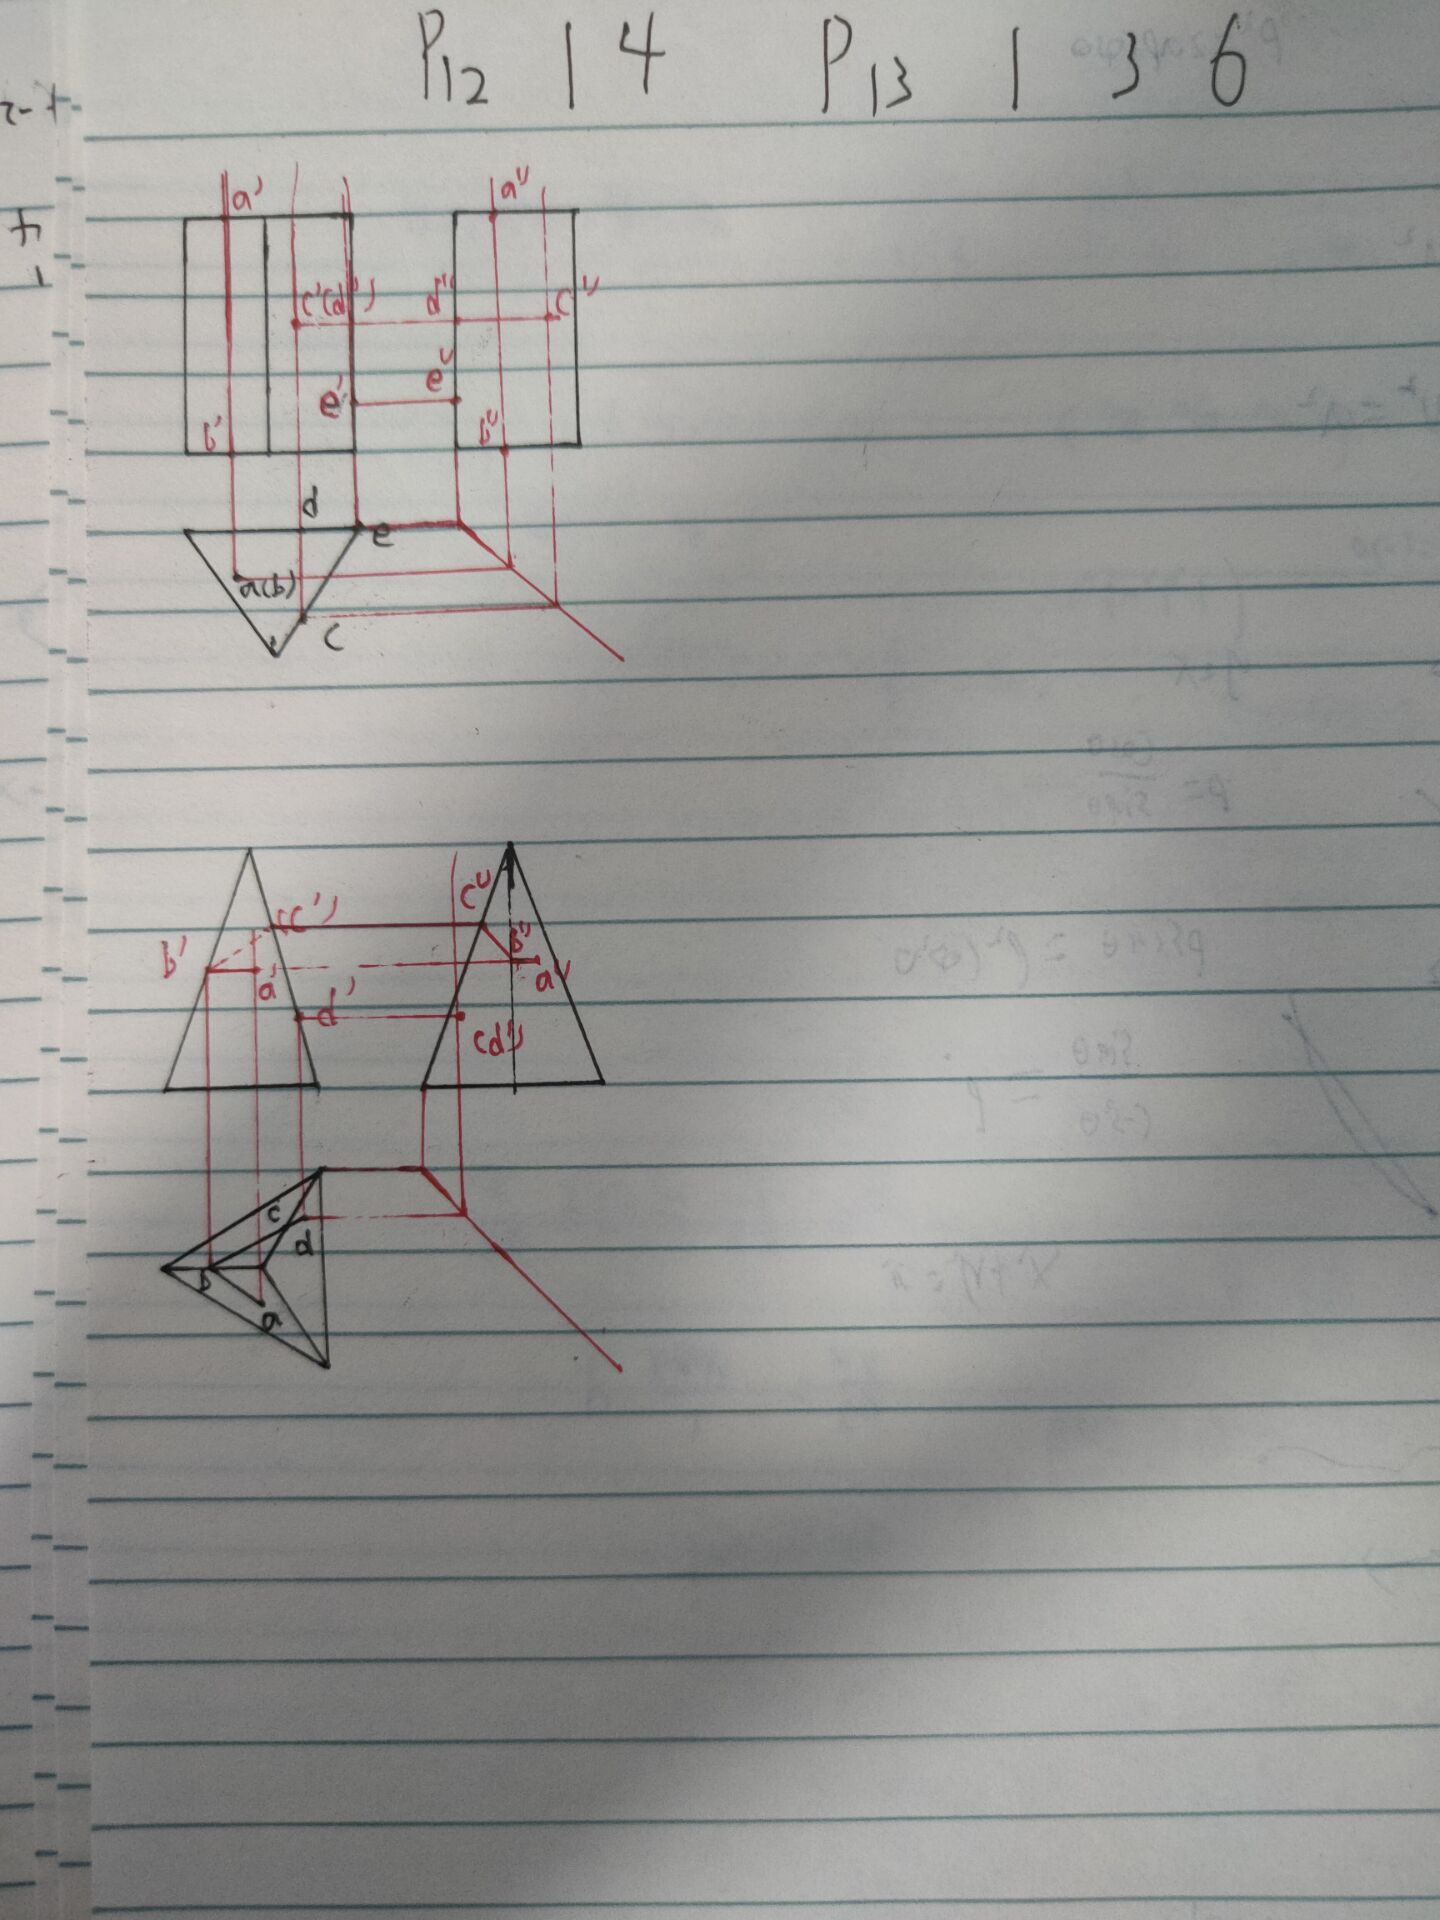 P12 1 4 P13 1 3 6
a' a''
c'(d') d'' c''
e' e''
b' b''
d
e
a(b)
c
(c') c''
b' b''
a' a''
d' (d'')
c
d
b
a